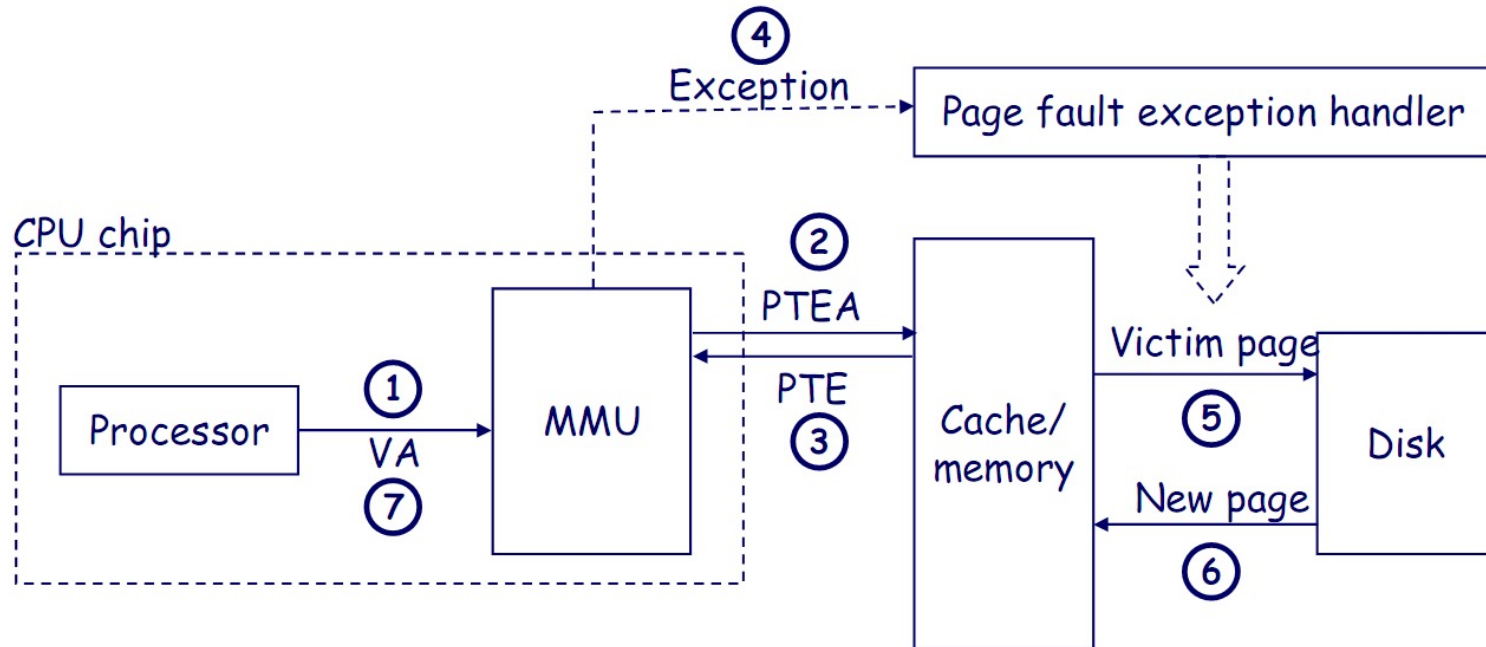 4
Exception
Page fault exception handler
CPU chip
2
PTEA
Victim page
1
Processor
VA
7
MMU
PTE
3
Cache/
memory
5
Disk
New page
6